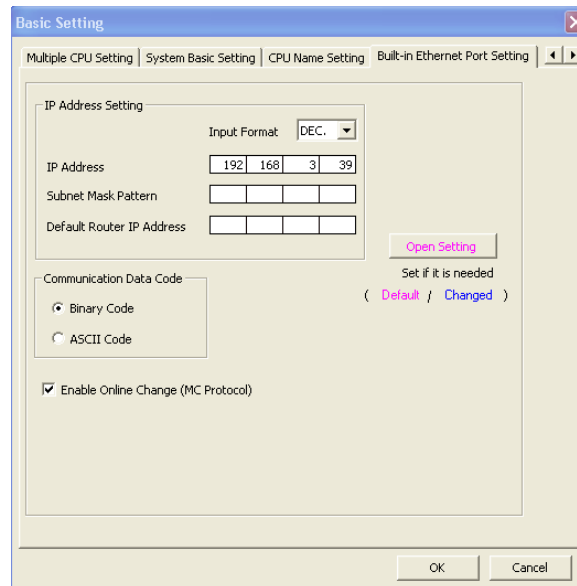 Basic Setting
Multiple CPU Setting System Basic Setting CPU Name Setting Built-in Ethernet Port Setting
IP Address Setting
Input Format DEC.
IP Address 192 168 3 39
Subnet Mask Pattern
Default Router IP Address
Open Setting
Set if it is needed
( Default / Changed )
Communication Data Code
Binary Code
ASCII Code
Enable Online Change (MC Protocol)
OK Cancel